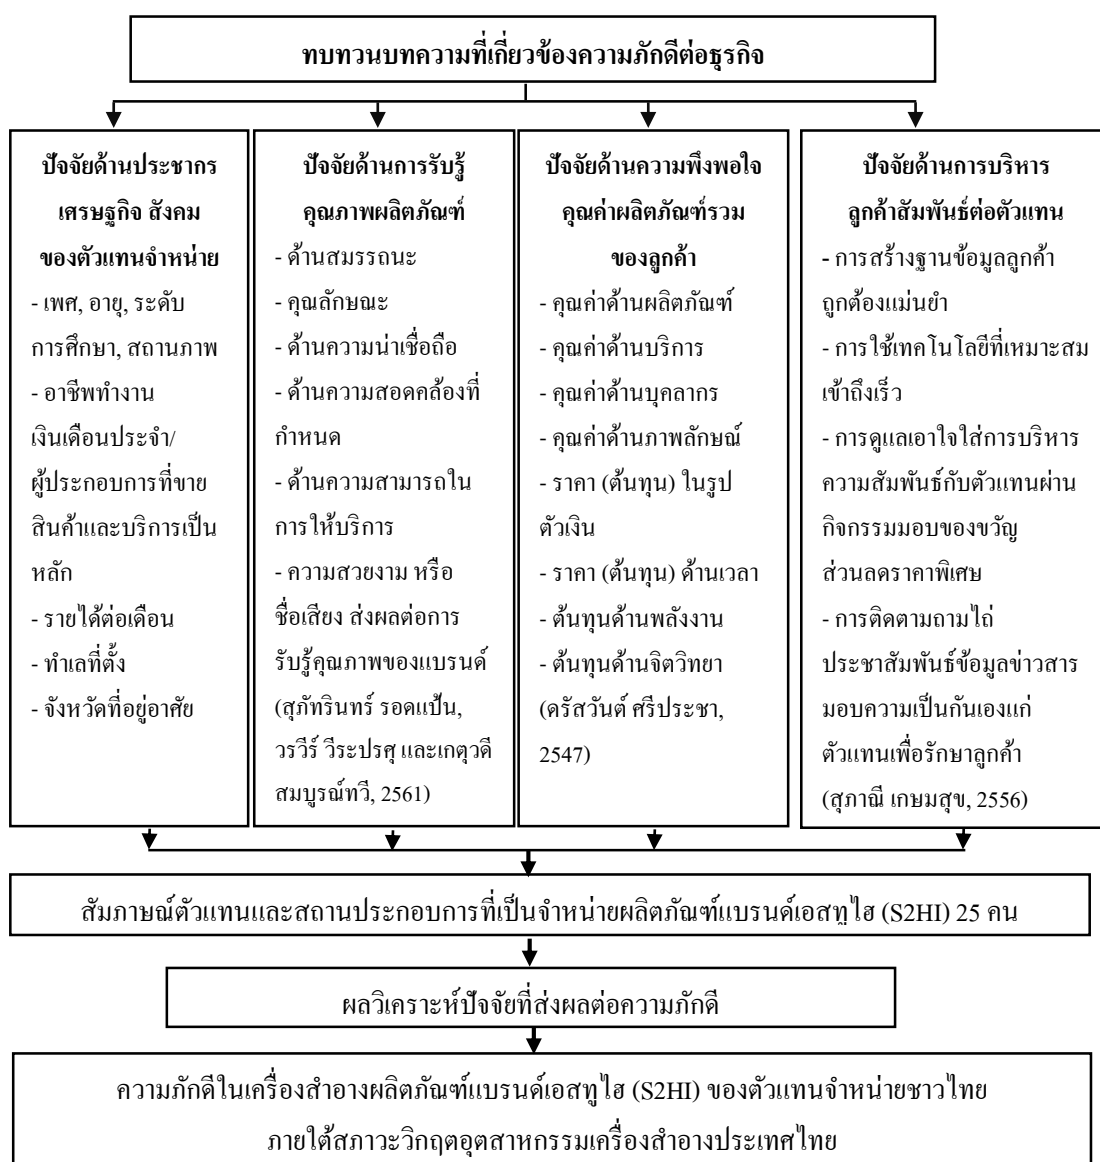 ทบทวนบทความที่เกี่ยวข้องความภักดีต่อธุรกิจ
ปัจจัยด้านประชากร
เศรษฐกิจ สังคม
ของตัวแทนจำหน่าย
- เพศ, อายุ, ระดับ
การศึกษา, สถานภาพ
- อาชีพทำงาน
เงินเดือนประจำ/
ผู้ประกอบการที่ขาย
สินค้าและบริการเป็น
หลัก
- รายได้ต่อเดือน
- ทำเลที่ตั้ง
- จังหวัดที่อยู่อาศัย
ปัจจัยด้านการรับรู้
คุณภาพผลิตภัณฑ์
- ด้านสมรรถนะ
- คุณลักษณะ
- ด้านความน่าเชื่อถือ
- ด้านความสอดคล้องที่
กำหนด
- ด้านความสามารถใน
การให้บริการ
- ความสวยงาม หรือ
ชื่อเสียง ส่งผลต่อการ
รับรู้คุณภาพของแบรนด์
(สุภัทรินทร์ รอดแป้น,
วรวีร์ วีระปรศุ และเกตุวดี
สมบูรณ์ทวี, 2561)
ปัจจัยด้านความพึงพอใจ
คุณค่าผลิตภัณฑ์รวม
ของลูกค้า
- คุณค่าด้านผลิตภัณฑ์
- คุณค่าด้านบริการ
- คุณค่าด้านบุคลากร
- คุณค่าด้านภาพลักษณ์
- ราคา (ต้นทุน) ในรูป
ตัวเงิน
- ราคา (ต้นทุน) ด้านเวลา
- ต้นทุนด้านพลังงาน
- ต้นทุนด้านจิตวิทยา
(ดรัสวันต์ ศรีประชา,
2547)
ปัจจัยด้านการบริหาร
ลูกค้าสัมพันธ์ต่อตัวแทน
- การสร้างฐานข้อมูลลูกค้า
ถูกต้องแม่นยำ
- การใช้เทคโนโลยีที่เหมาะสม
เข้าถึงเร็ว
- การดูแลเอาใจใส่การบริหาร
ความสัมพันธ์กับตัวแทนผ่าน
กิจกรรมมอบของขวัญ
ส่วนลดราคาพิเศษ
- การติดตามถามไถ่
ประชาสัมพันธ์ข้อมูลข่าวสาร
มอบความเป็นกันเองแก่
ตัวแทนเพื่อรักษาลูกค้า
(สุภาณี เกษมสุข, 2556)
สัมภาษณ์ตัวแทนและสถานประกอบการที่เป็นจำหน่ายผลิตภัณฑ์แบรนด์เอสทูไฮ (S2HI) 25 คน
ผลวิเคราะห์ปัจจัยที่ส่งผลต่อความภักดี
ความภักดีในเครื่องสำอางผลิตภัณฑ์แบรนด์เอสทูไฮ (S2HI) ของตัวแทนจำหน่ายชาวไทย
ภายใต้สภาวะวิกฤตอุตสาหกรรมเครื่องสำอางประเทศไทย